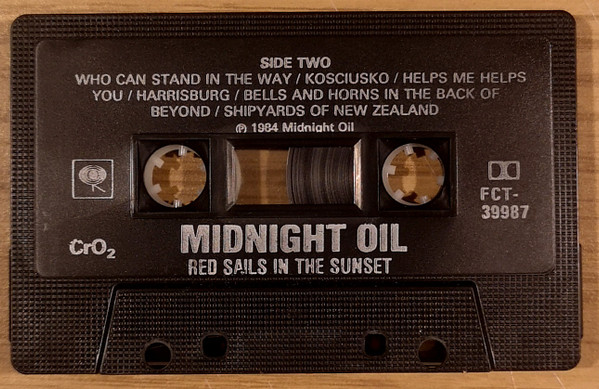 SIDE TWO
WHO CAN STAND IN THE WAY / KOSCIUSKO / HELPS ME HELPS
YOU / HARRISBURG / BELLS AND HORNS IN THE BACK OF
BEYOND / SHIPYARDS OF NEW ZEALAND
℗ 1984 Midnight Oil
FCT-
39987
MIDNIGHT OIL
CrO₂
RED SAILS IN THE SUNSET